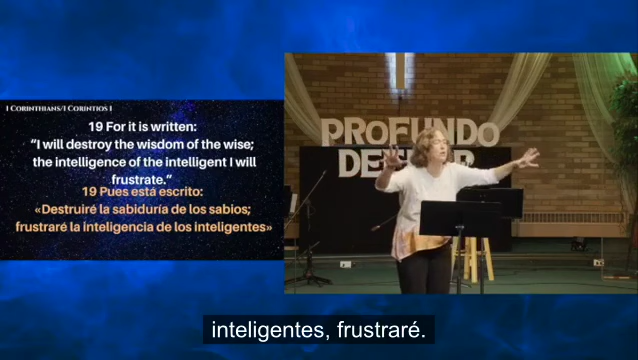 1 Corinthians/1 Corintios 1
19 For it is written:
“I will destroy the wisdom of the wise;
the intelligence of the intelligent I will
frustrate.”
19 Pues está escrito:
«Destruiré la sabiduría de los sabios;
frustraré la inteligencia de los inteligentes»
PROFUNDO
inteligentes, frustraré.